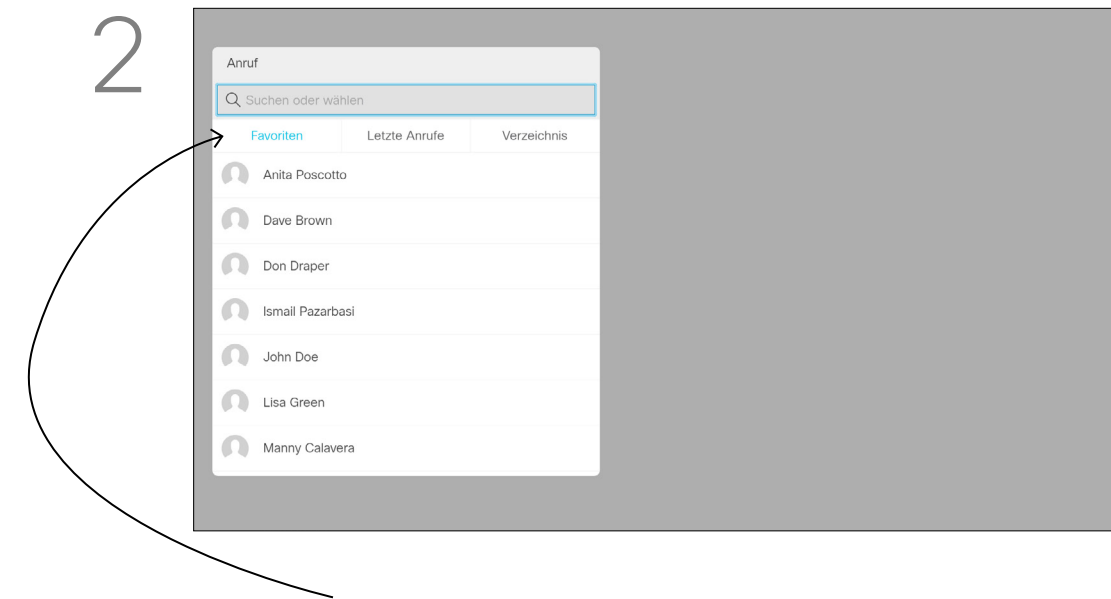 2
Anruf
Suchen oder wählen
Favoriten Letzte Anrufe Verzeichnis
Anita Poscotto
Dave Brown
Don Draper
Ismail Pazarbasi
John Doe
Lisa Green
Manny Calavera